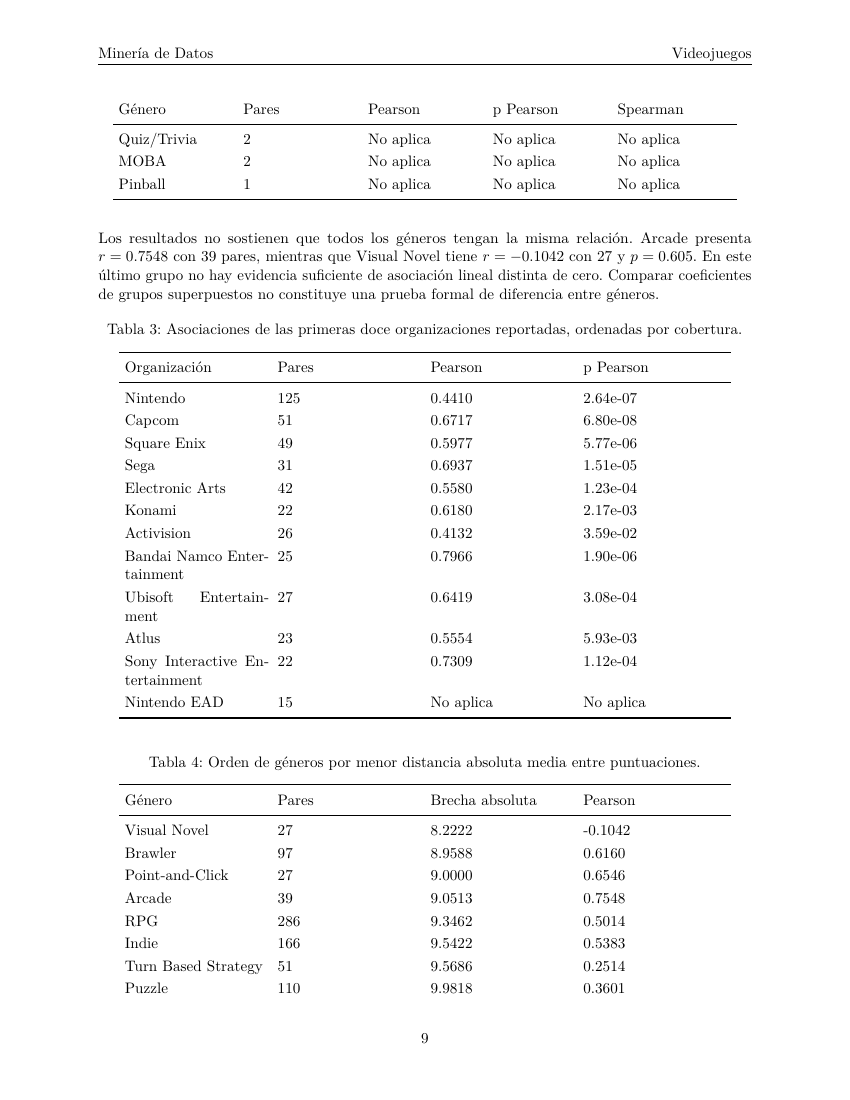 Minería de Datos Videojuegos
Género Pares Pearson p Pearson Spearman
Quiz/Trivia 2 No aplica No aplica No aplica
MOBA 2 No aplica No aplica No aplica
Pinball 1 No aplica No aplica No aplica
Los resultados no sostienen que todos los géneros tengan la misma relación. Arcade presenta
r = 0.7548 con 39 pares, mientras que Visual Novel tiene r = −0.1042 con 27 y p = 0.605. En este
último grupo no hay evidencia suficiente de asociación lineal distinta de cero. Comparar coeficientes
de grupos superpuestos no constituye una prueba formal de diferencia entre géneros.
Tabla 3: Asociaciones de las primeras doce organizaciones reportadas, ordenadas por cobertura.
Organización Pares Pearson p Pearson
Nintendo 125 0.4410 2.64e-07
Capcom 51 0.6717 6.80e-08
Square Enix 49 0.5977 5.77e-06
Sega 31 0.6937 1.51e-05
Electronic Arts 42 0.5580 1.23e-04
Konami 22 0.6180 2.17e-03
Activision 26 0.4132 3.59e-02
Bandai Namco Enter- 25 0.7966 1.90e-06
tainment
Ubisoft Entertain- 27 0.6419 3.08e-04
ment
Atlus 23 0.5554 5.93e-03
Sony Interactive En- 22 0.7309 1.12e-04
tertainment
Nintendo EAD 15 No aplica No aplica
Tabla 4: Orden de géneros por menor distancia absoluta media entre puntuaciones.
Género Pares Brecha absoluta Pearson
Visual Novel 27 8.2222 -0.1042
Brawler 97 8.9588 0.6160
Point-and-Click 27 9.0000 0.6546
Arcade 39 9.0513 0.7548
RPG 286 9.3462 0.5014
Indie 166 9.5422 0.5383
Turn Based Strategy 51 9.5686 0.2514
Puzzle 110 9.9818 0.3601
9